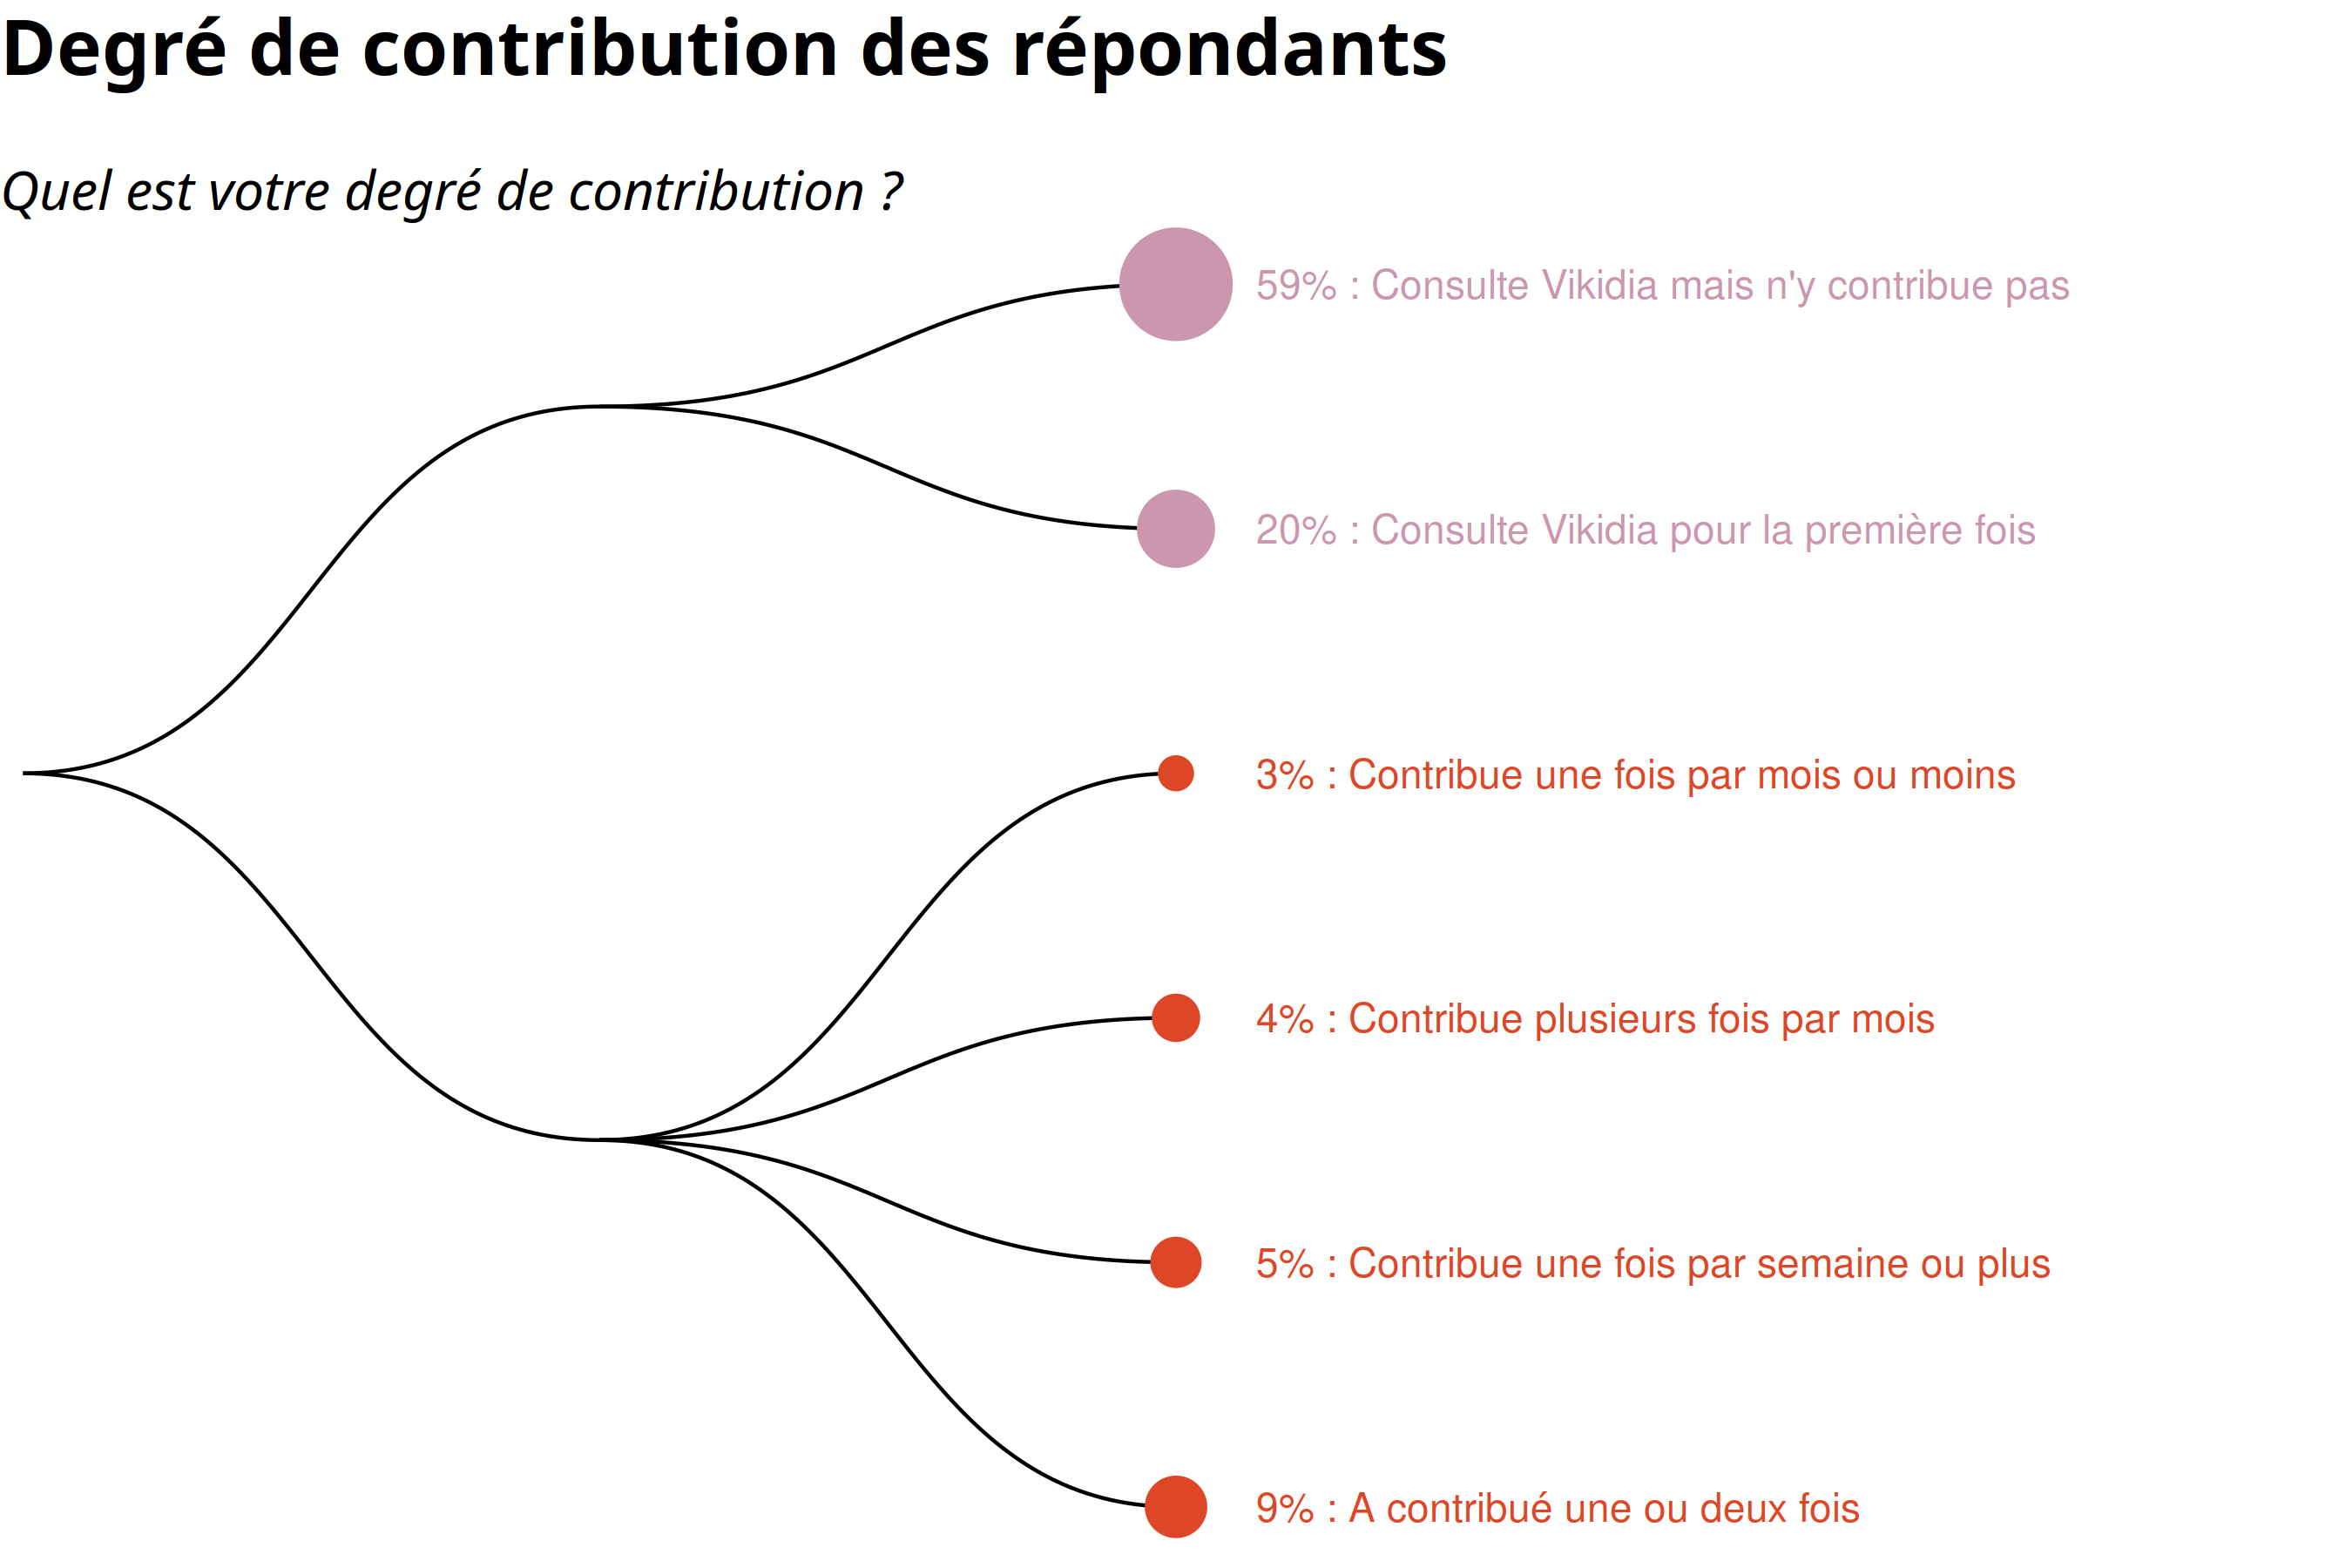 Degré de contribution des répondants
Quel est votre degré de contribution ?
59% : Consulte Vikidia mais n'y contribue pas
20% : Consulte Vikidia pour la première fois
3% : Contribue une fois par mois ou moins
4% : Contribue plusieurs fois par mois
5% : Contribue une fois par semaine ou plus
9% : A contribué une ou deux fois